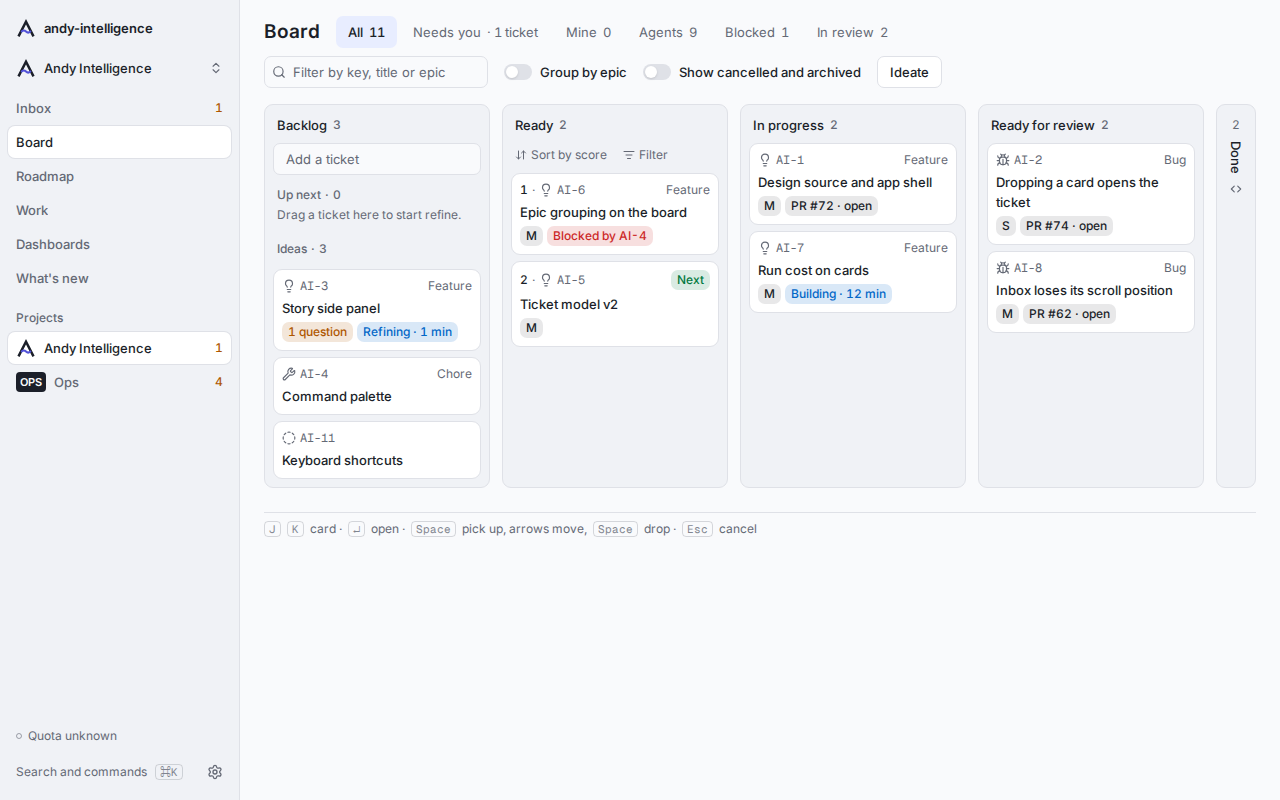 andy-intelligence
Andy Intelligence
Inbox 1
Board
Roadmap
Work
Dashboards
What's new
Projects
Andy Intelligence 1
OPS Ops 4
Quota unknown
Search and commands ⌘K
Board All 11 Needs you · 1 ticket Mine 0 Agents 9 Blocked 1 In review 2
Filter by key, title or epic Group by epic Show cancelled and archived Ideate
Backlog 3
Add a ticket
Up next · 0
Drag a ticket here to start refine.
Ideas · 3
AI-3 Feature
Story side panel
1 question Refining · 1 min
AI-4 Chore
Command palette
AI-11
Keyboard shortcuts
Ready 2
Sort by score Filter
1 · AI-6 Feature
Epic grouping on the board
M Blocked by AI-4
2 · AI-5 Next
Ticket model v2
M
In progress 2
AI-1 Feature
Design source and app shell
M PR #72 · open
AI-7 Feature
Run cost on cards
M Building · 12 min
Ready for review 2
AI-2 Bug
Dropping a card opens the
ticket
S PR #74 · open
AI-8 Bug
Inbox loses its scroll position
M PR #62 · open
2
Done
J K card · ↵ open · Space pick up, arrows move, Space drop · Esc cancel